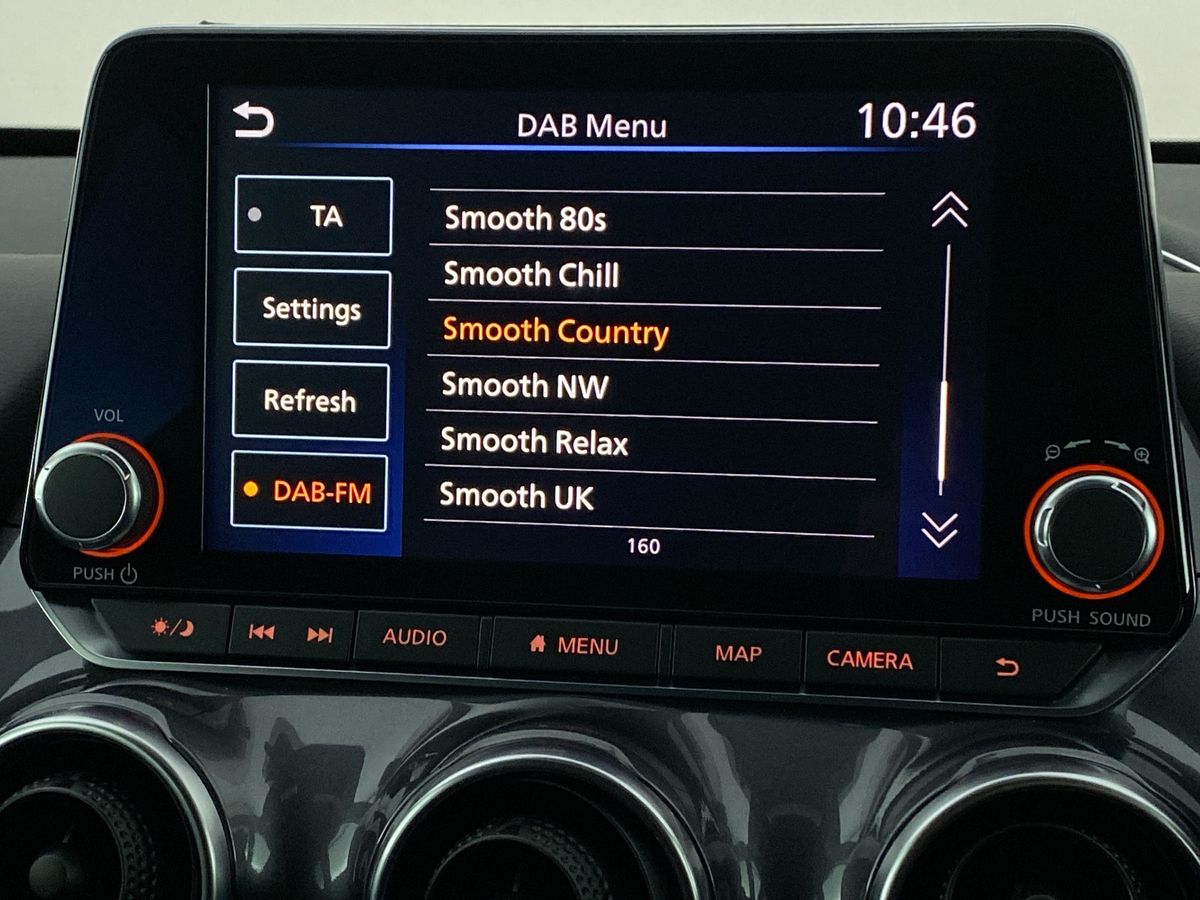 DAB Menu
10:46
TA
Settings
Refresh
DAB-FM
Smooth 80s
Smooth Chill
Smooth Country
Smooth NW
Smooth Relax
Smooth UK
160
VOL
PUSH
PUSH SOUND
AUDIO
MENU
MAP
CAMERA